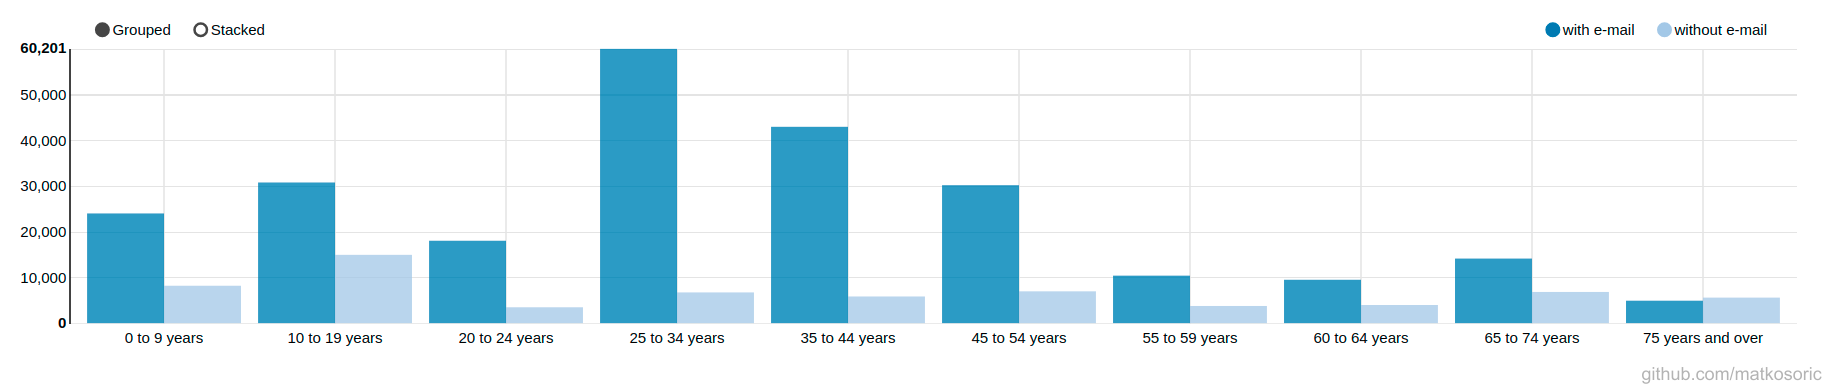 Grouped Stacked with e-mail without e-mail
60,201
50,000
40,000
30,000
20,000
10,000
0
0 to 9 years 10 to 19 years 20 to 24 years 25 to 34 years 35 to 44 years 45 to 54 years 55 to 59 years 60 to 64 years 65 to 74 years 75 years and over
github.com/matkosoric